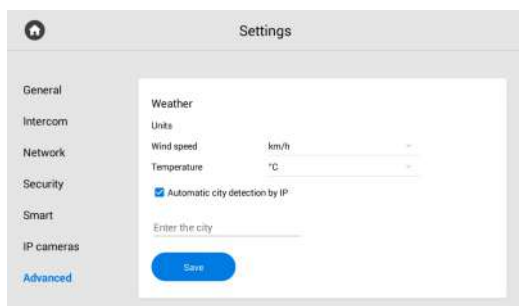 Settings
General
Intercom
Network
Security
Smart
IP cameras
Advanced
Weather
Units
Wind speed km/h
Temperature °C
Automatic city detection by IP
Enter the city
Save